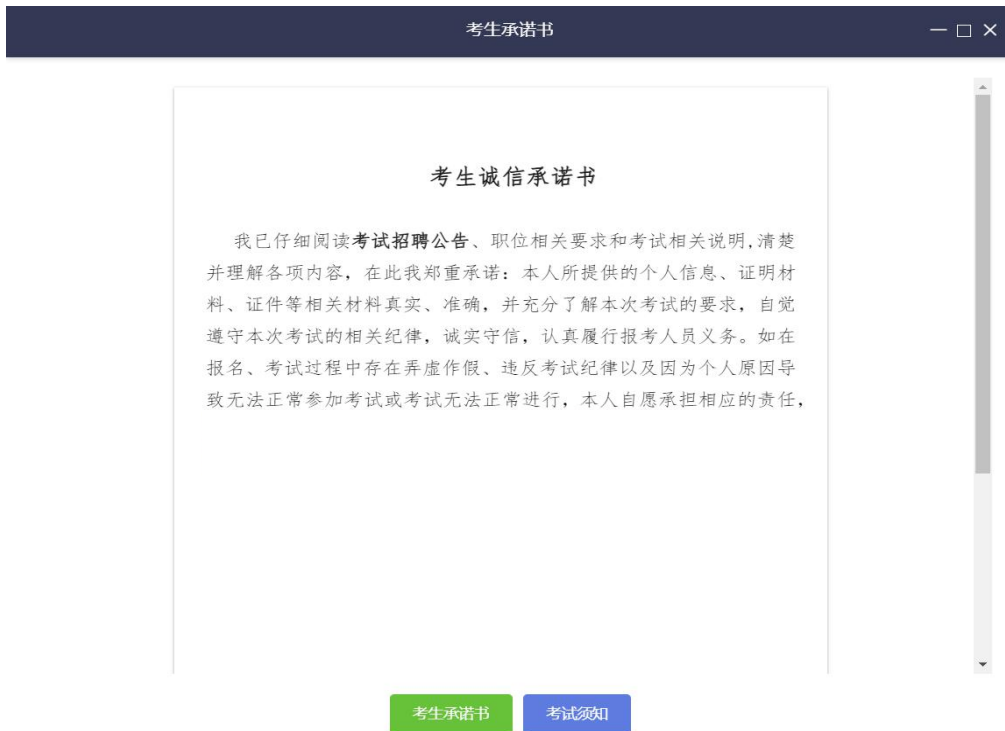 考生承诺书
考生诚信承诺书
我已仔细阅读考试招聘公告、职位相关要求和考试相关说明,清楚
并理解各项内容，在此我郑重承诺：本人所提供的个人信息、证明材
料、证件等相关材料真实、准确，并充分了解本次考试的要求，自觉
遵守本次考试的相关纪律，诚实守信，认真履行报考人员义务。如在
报名、考试过程中存在弄虚作假、违反考试纪律以及因为个人原因导
致无法正常参加考试或考试无法正常进行，本人自愿承担相应的责任，
考生承诺书
考试须知